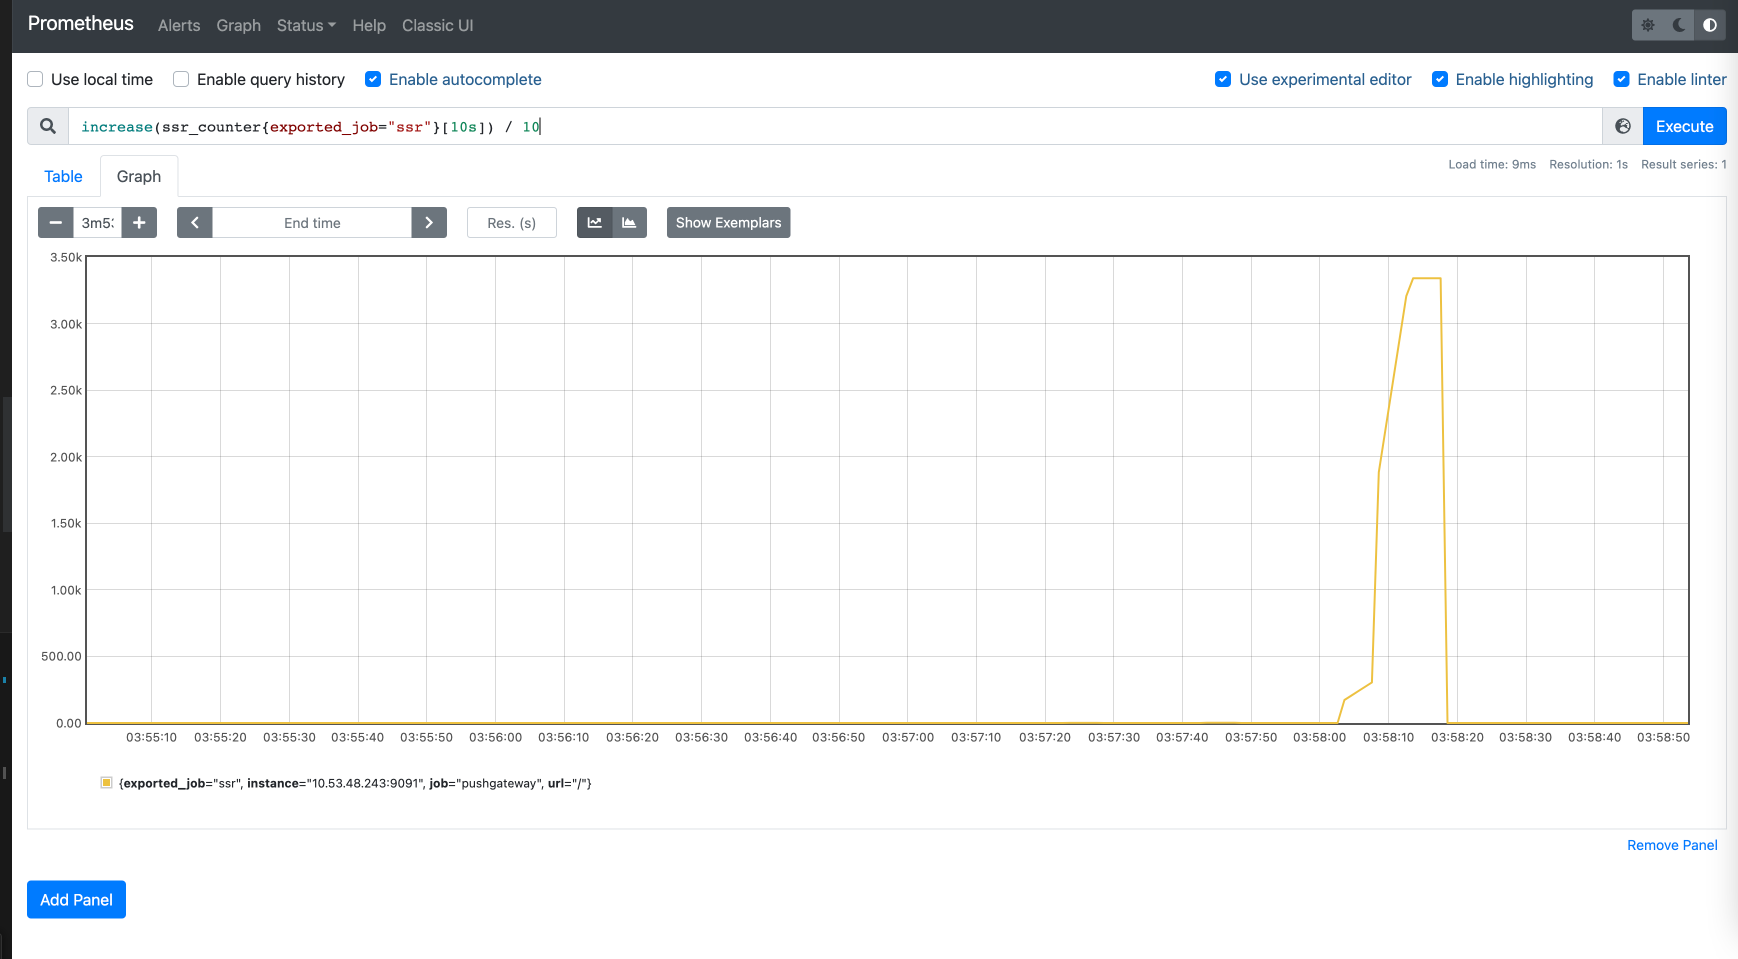 Prometheus Alerts Graph Status Help Classic UI
Use local time Enable query history Enable autocomplete Use experimental editor Enable highlighting Enable linter
increase(ssr_counter{exported_job="ssr"}[10s]) / 10 Execute
Load time: 9ms Resolution: 1s Result series: 1
Table Graph
3m5 End time Res. (s) Show Exemplars
3.50k
3.00k
2.50k
2.00k
1.50k
1.00k
500.00
0.00
03:55:10 03:55:20 03:55:30 03:55:40 03:55:50 03:56:00 03:56:10 03:56:20 03:56:30 03:56:40 03:56:50 03:57:00 03:57:10 03:57:20 03:57:30 03:57:40 03:57:50 03:58:00 03:58:10 03:58:20 03:58:30 03:58:40 03:58:50
{exported_job="ssr", instance="10.53.48.243:9091", job="pushgateway", url="/"}
Remove Panel
Add Panel